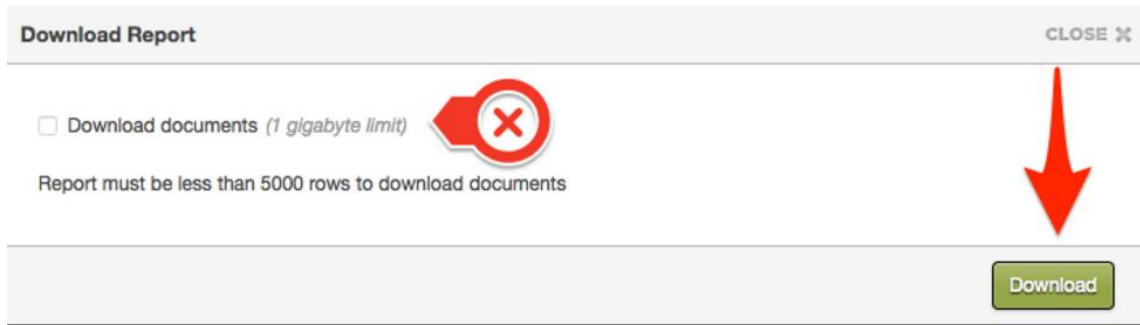 Download Report
CLOSE
Download documents (1 gigabyte limit)
Report must be less than 5000 rows to download documents
Download